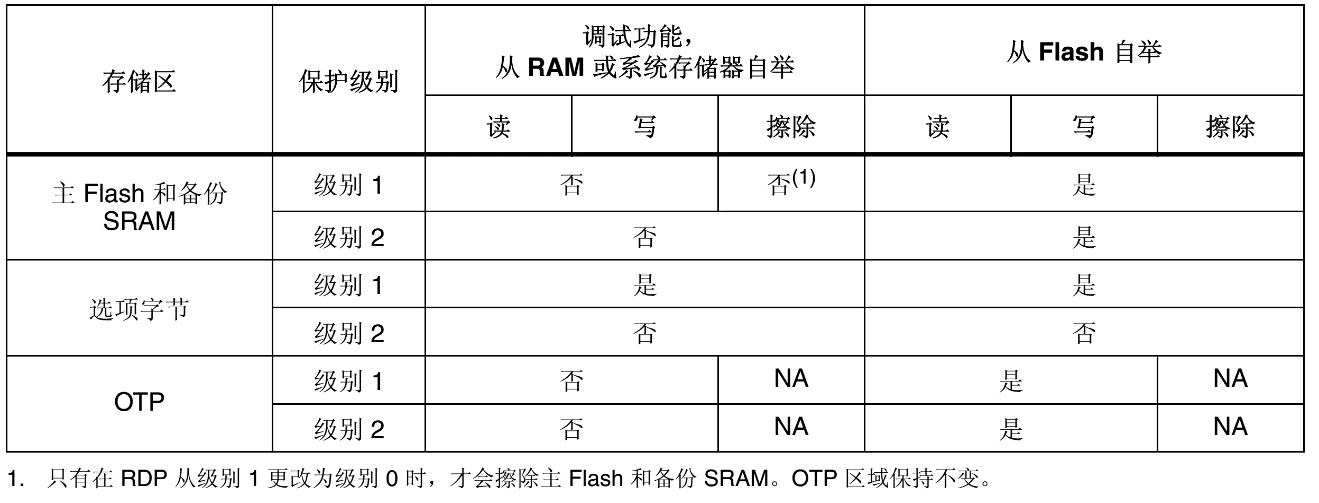 存储区 保护级别 调试功能，
从 RAM 或系统存储器自举 从 Flash 自举
读 写 擦除 读 写 擦除
主 Flash 和备份
SRAM
级别 1 否 否(1) 是
级别 2 否 是
选项字节
级别 1 是 是
级别 2 否 否
OTP
级别 1 否 NA 是 NA
级别 2 否 NA 是 NA
1. 只有在 RDP 从级别 1 更改为级别 0 时，才会擦除主 Flash 和备份 SRAM。OTP 区域保持不变。